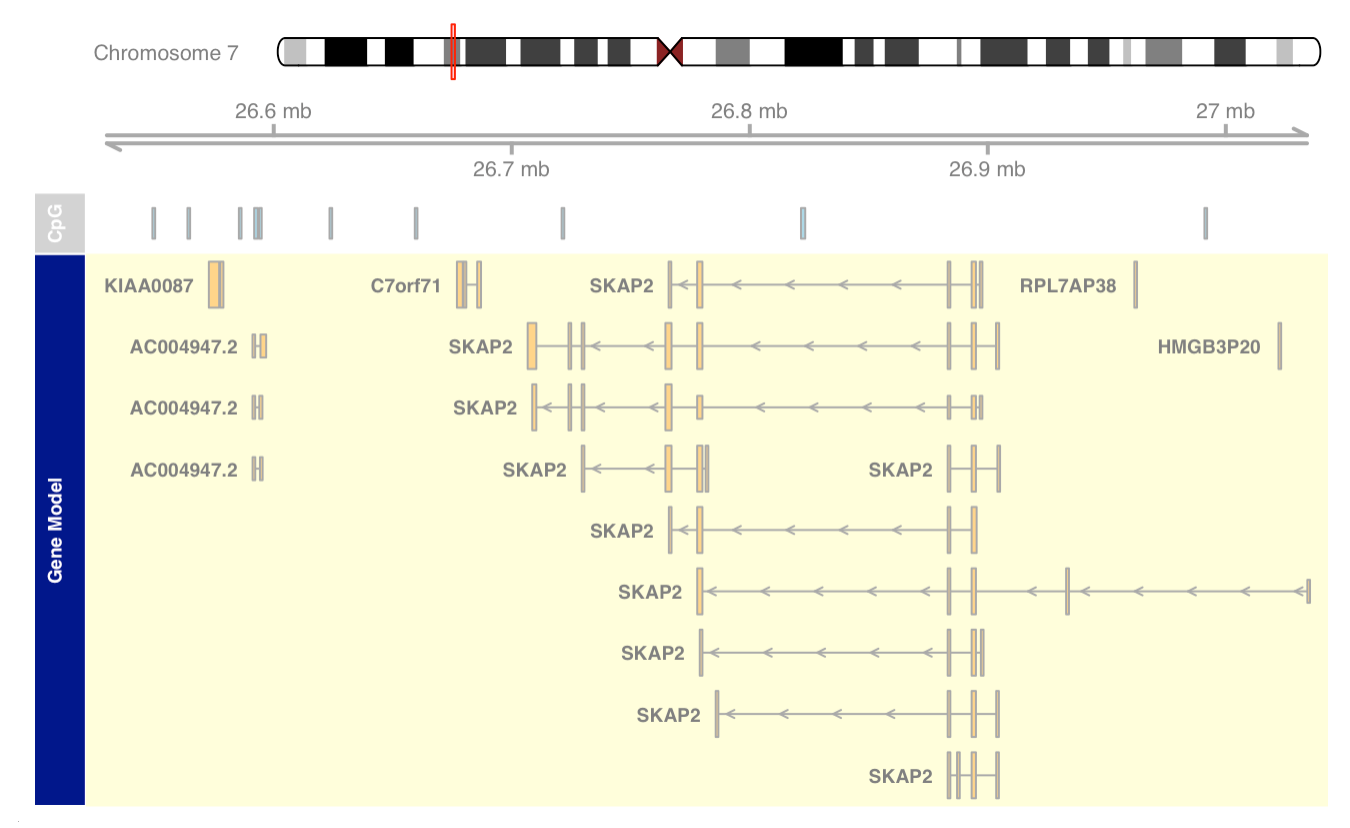 Chromosome 7
26.6 mb
26.8 mb
27 mb
26.7 mb
26.9 mb
CpG
Gene Model
KIAA0087
C7orf71
SKAP2
RPL7AP38
AC004947.2
SKAP2
HMGB3P20
AC004947.2
SKAP2
AC004947.2
SKAP2
SKAP2
SKAP2
SKAP2
SKAP2
SKAP2
SKAP2